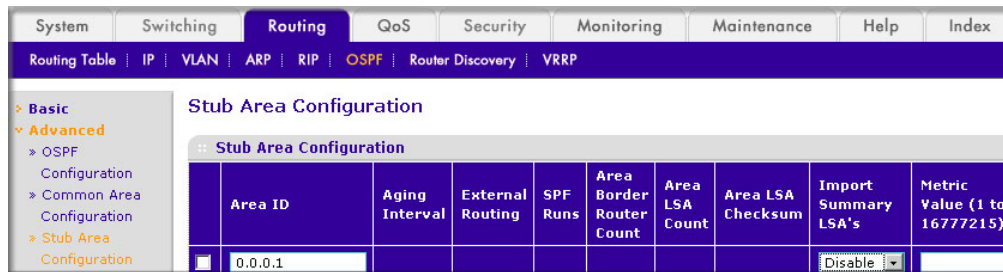 System Switching Routing QoS Security Monitoring Maintenance Help Index
Routing Table IP VLAN ARP RIP OSPF Router Discovery VRRP
Basic
Advanced
» OSPF
Configuration
» Common Area
Configuration
» Stub Area
Configuration
Stub Area Configuration
Stub Area Configuration
Area ID
Aging
Interval
External
Routing
SPF
Runs
Area
Border
Router
Count
Area
LSA
Count
Area LSA
Checksum
Import
Summary
LSA's
Metric
Value (1 to
16777215)
0.0.0.1
Disable